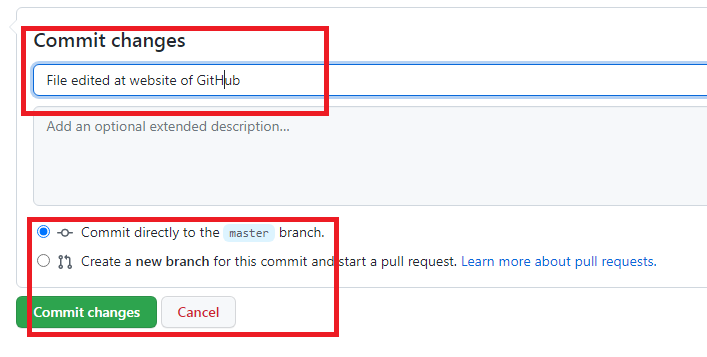 Commit changes
File edited at website of GitHub
Add an optional extended description...
Commit directly to the master branch.
Create a new branch for this commit and start a pull request. Learn more about pull requests.
Commit changes Cancel